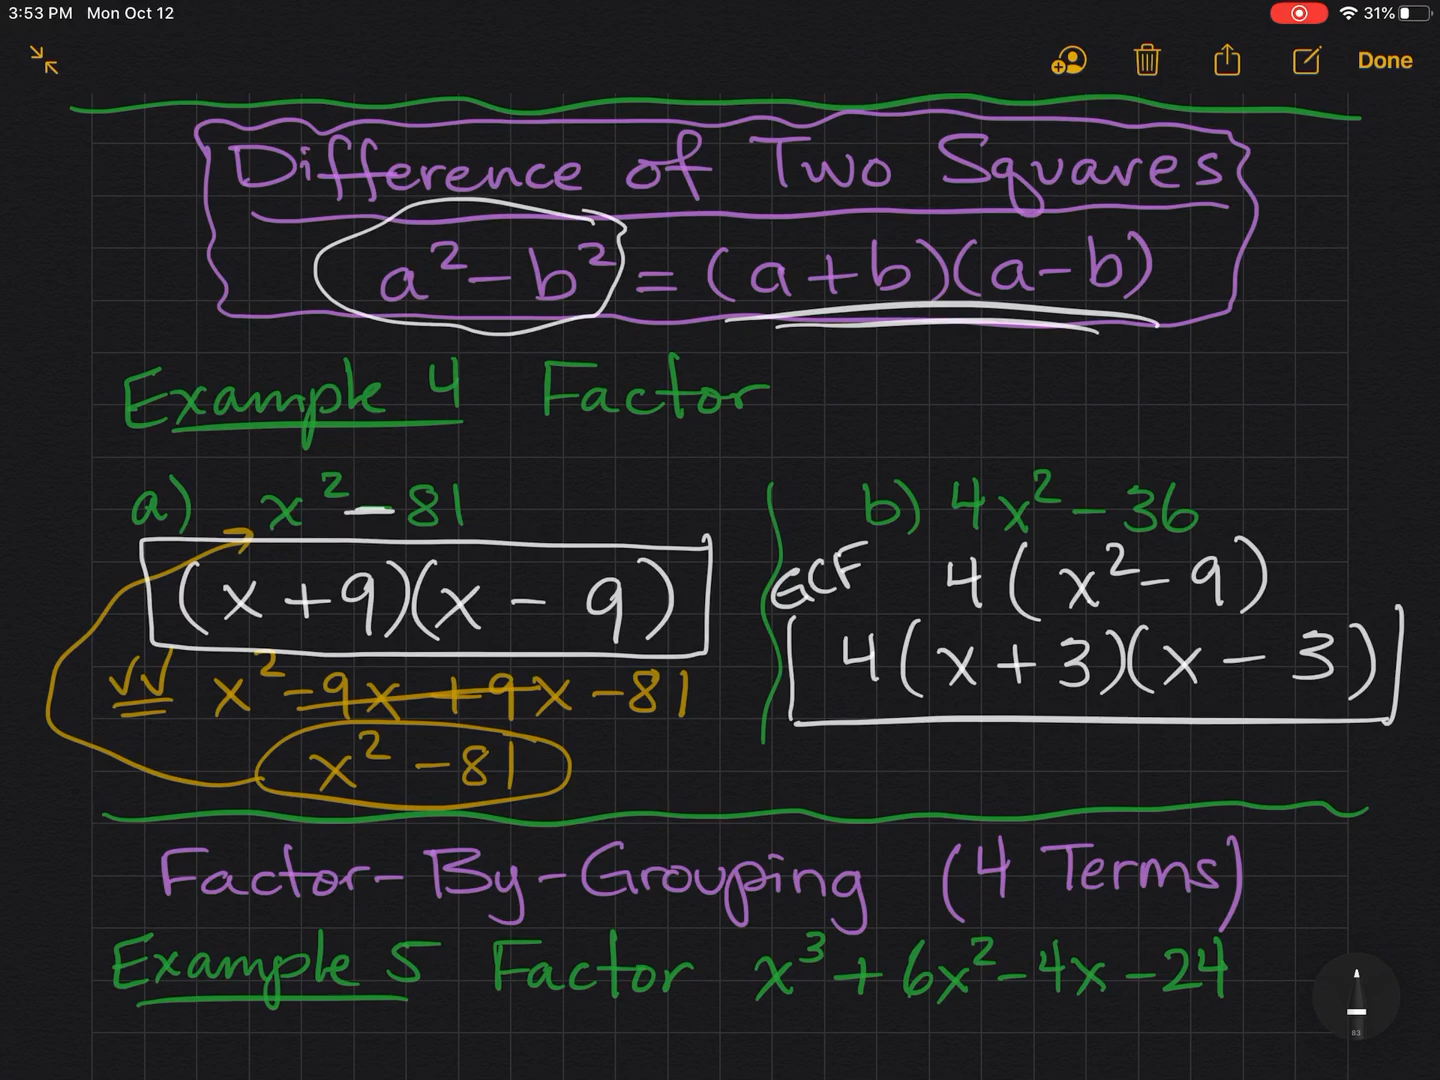 3:53 PM Mon Oct 12 31%
Done
Difference of Two Squares
a² - b² = (a+b)(a-b)
Example 4 Factor
a) x² - 81
(x+9)(x - 9)
x² - 9x + 9x - 81
x² - 81
b) 4x² - 36
GCF 4(x² - 9)
4(x+3)(x - 3)
Factor-By-Grouping (4 Terms)
Example 5 Factor x³ + 6x² - 4x - 24
83